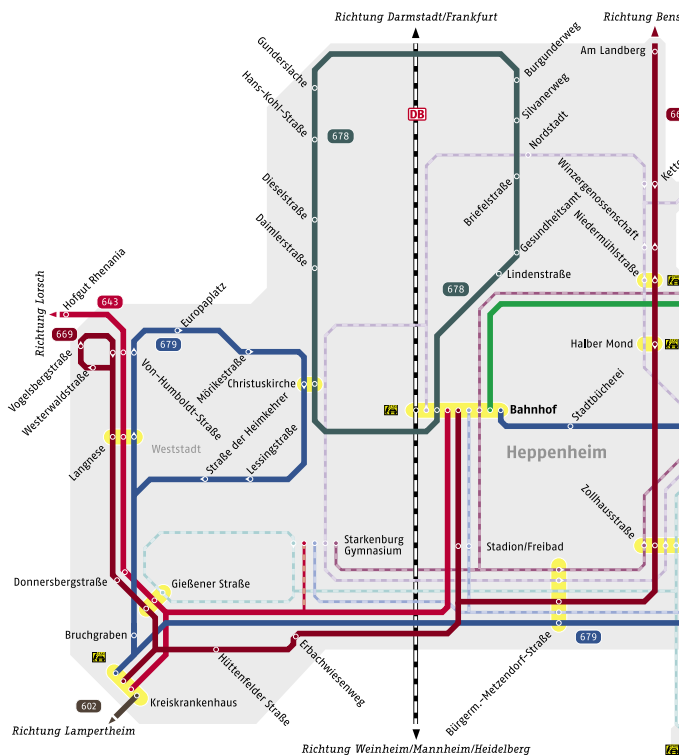 Richtung Darmstadt/Frankfurt
Richtung Bens
Gunderslache
Burgunderweg
Am Landberg
Hans-Kohl-Straße
Silvanerweg
DB
66
678
Nordstadt
Winzergenossenschaft
Kette
Dieselstraße
Briefelstraße
Niedermühlstraße
Daimlerstraße
Gesundheitsamt
Lindenstraße
Hofgut Rhenania
Richtung Lorsch
643
Europaplatz
678
669
679
Halber Mond
Vogelsbergstraße
Westerwaldstraße
Von-Humboldt-Straße
Mörikestraße
Christuskirche
Bahnhof
Stadtbücherei
Langnese
Weststadt
Straße der Heimkehrer
Lessingstraße
Heppenheim
Zollhausstraße
Starkenburg
Gymnasium
Stadion/Freibad
Donnersbergstraße
Gießener Straße
Bruchgraben
679
Hüttenfelder Straße
Erbachwiesenweg
Bürgerm.-Metzendorf-Straße
602
Kreiskrankenhaus
Richtung Lampertheim
Richtung Weinheim/Mannheim/Heidelberg